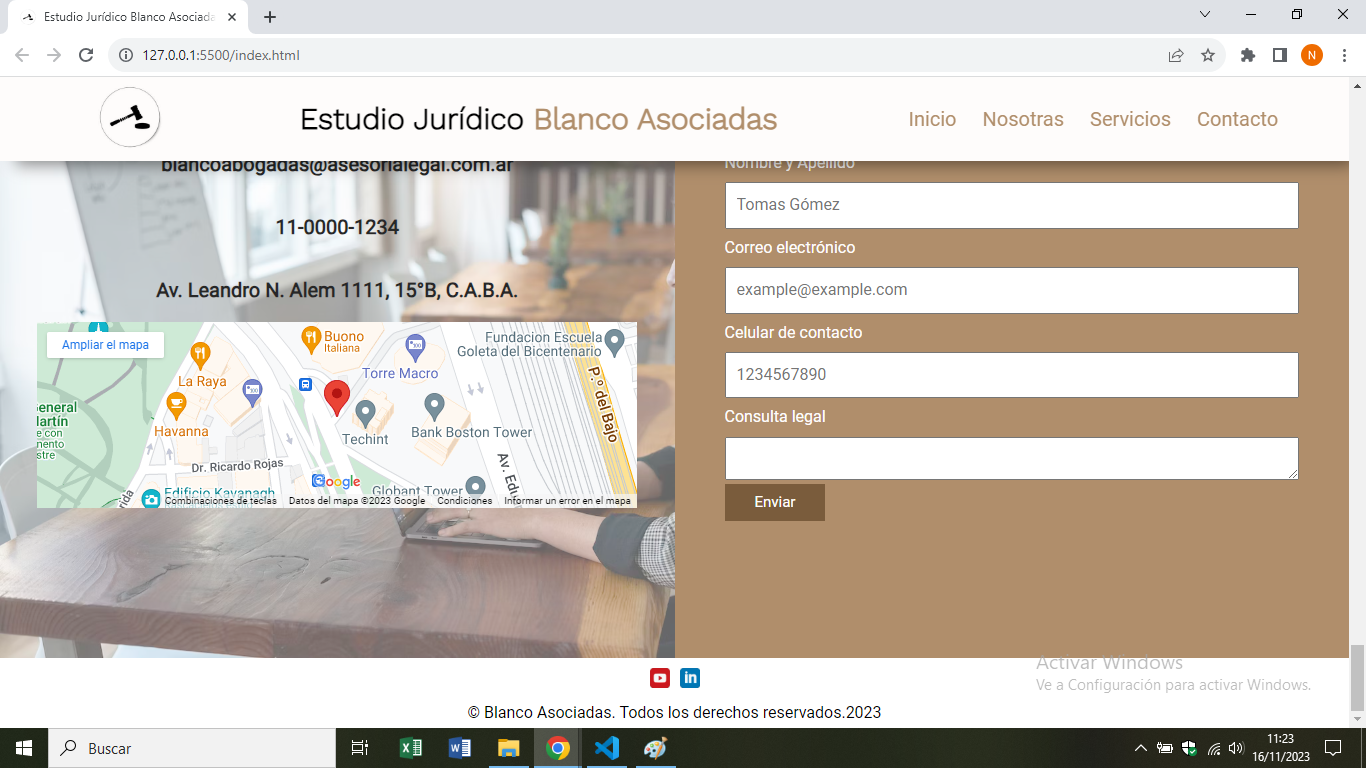 Estudio Jurídico Blanco Asociada
127.0.0.1:5500/index.html
N
Estudio Jurídico Blanco Asociadas
Inicio
Nosotras
Servicios
Contacto
blancoabogadas@asesorialegal.com.ar
11-0000-1234
Av. Leandro N. Alem 1111, 15°B, C.A.B.A.
Ampliar el mapa
Buono
Italiana
Fundacion Escuela
Goleta del Bicentenario
La Raya
Torre Macro
P.º del Bajo
Havanna
Techint
Bank Boston Tower
Dr. Ricardo Rojas
Av. Edu
Google
Globant Tower
Edificio Kavanagh
Combinaciones de teclas
Datos del mapa ©2023 Google
Condiciones
Informar un error en el mapa
Nombre y Apellido
Tomas Gómez
Correo electrónico
example@example.com
Celular de contacto
1234567890
Consulta legal
Enviar
in
© Blanco Asociadas. Todos los derechos reservados.2023
Activar Windows
Ve a Configuración para activar Windows.
Buscar
11:23
16/11/2023